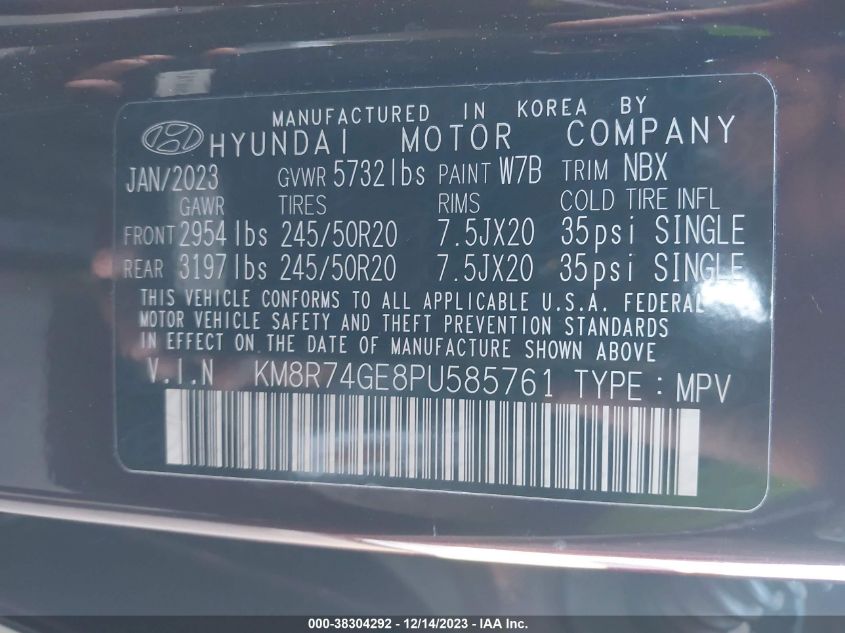 MANUFACTURED IN KOREA BY
HYUNDAI MOTOR COMPANY
JAN/2023 GVWR 5732lbs PAINT W7B TRIM NBX
GAWR TIRES RIMS COLD TIRE INFL
FRONT 2954lbs 245/50R20 7.5JX20 35psi SINGLE
REAR 3197lbs 245/50R20 7.5JX20 35psi SINGLE
THIS VEHICLE CONFORMS TO ALL APPLICABLE U.S.A. FEDERAL
MOTOR VEHICLE SAFETY AND THEFT PREVENTION STANDARDS
IN EFFECT ON THE DATE OF MANUFACTURE SHOWN ABOVE
V.I.N KM8R74GE8PU585761 TYPE : MPV
000-38304292 - 12/14/2023 - IAA Inc.